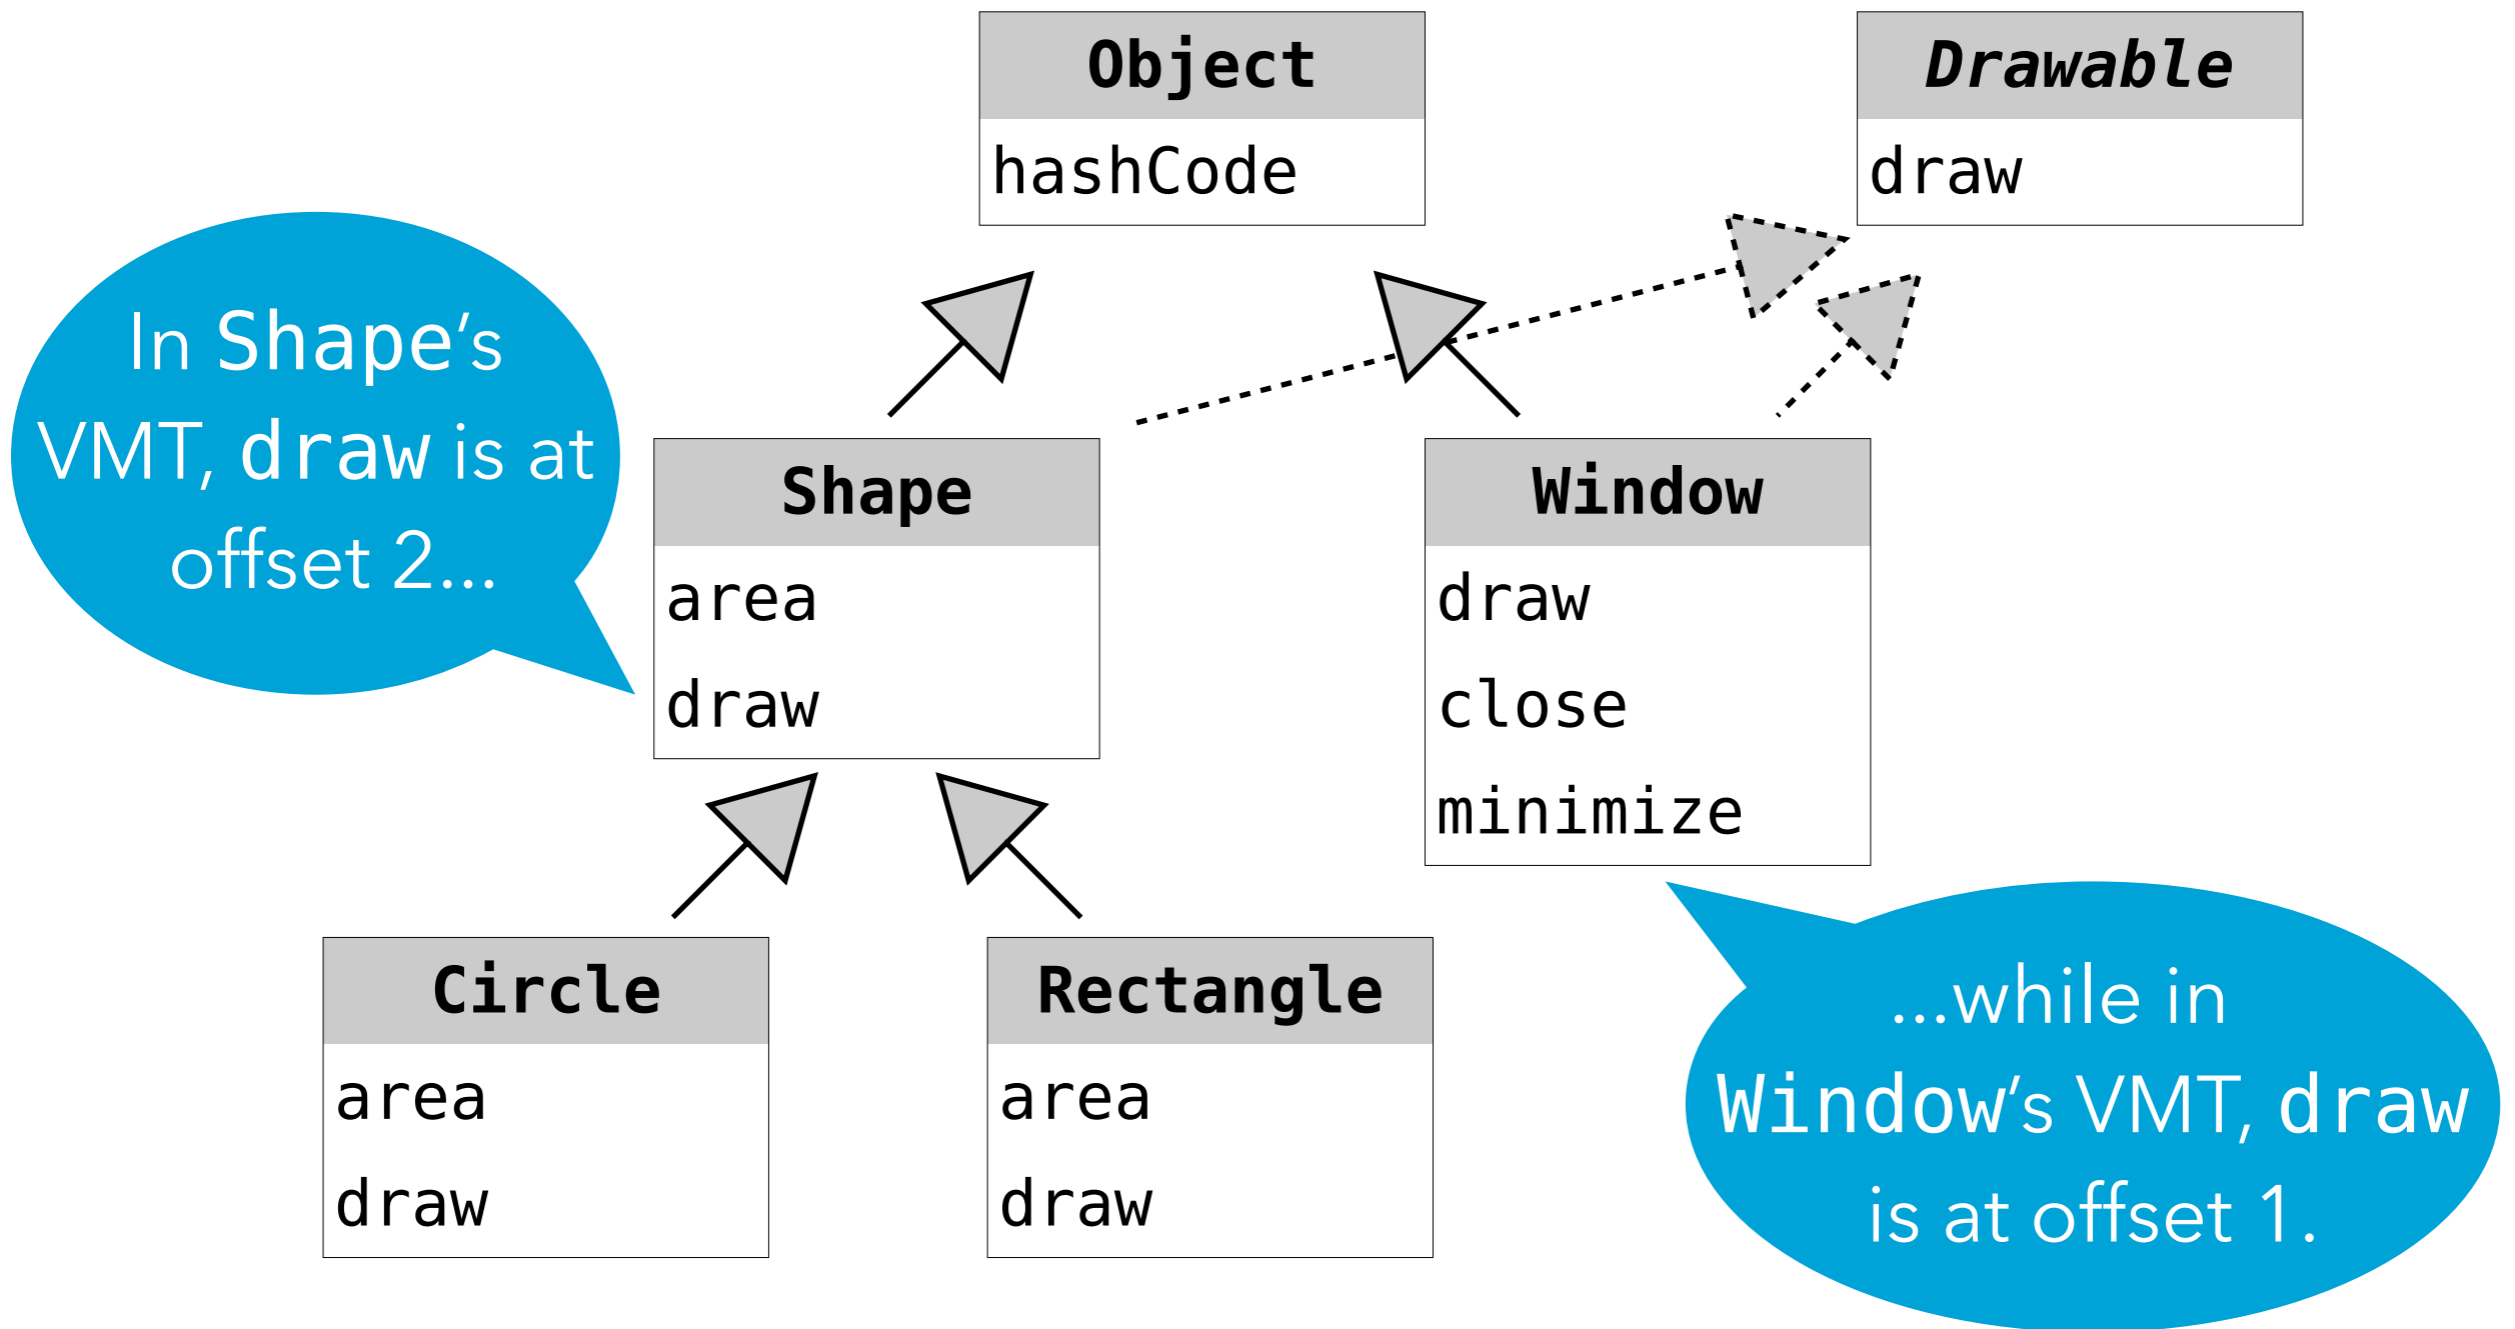 Object
hashCode
Drawable
draw
In Shape’s
VMT, draw is at
offset 2…
Shape
area
draw
Window
draw
close
minimize
Circle
area
draw
Rectangle
area
draw
…while in
Window‘s VMT, draw
is at offset 1.